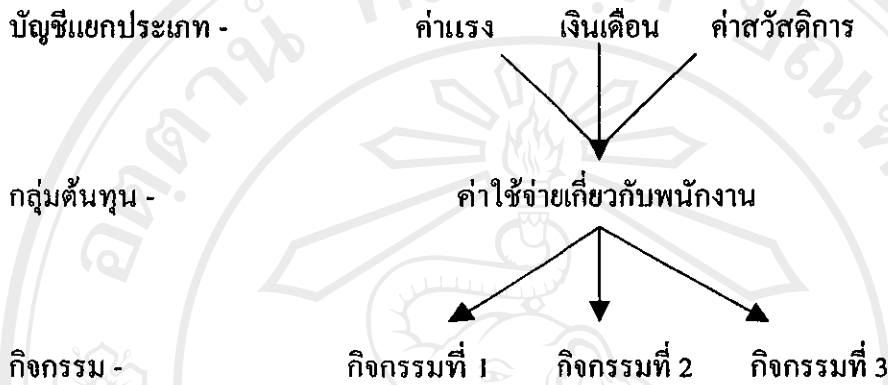 บัญชีแยกประเภท - ค่าแรง เงินเดือน ค่าสวัสดิการ
กลุ่มต้นทุน - ค่าใช้จ่ายเกี่ยวกับพนักงาน
กิจกรรม - กิจกรรมที่ 1 กิจกรรมที่ 2 กิจกรรมที่ 3